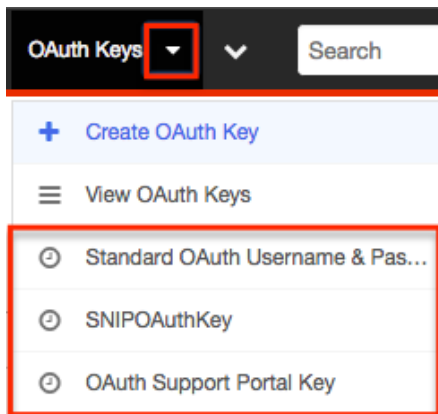 OAuth Keys
Search
Create OAuth Key
View OAuth Keys
Standard OAuth Username & Pas...
SNIPOAuthKey
OAuth Support Portal Key